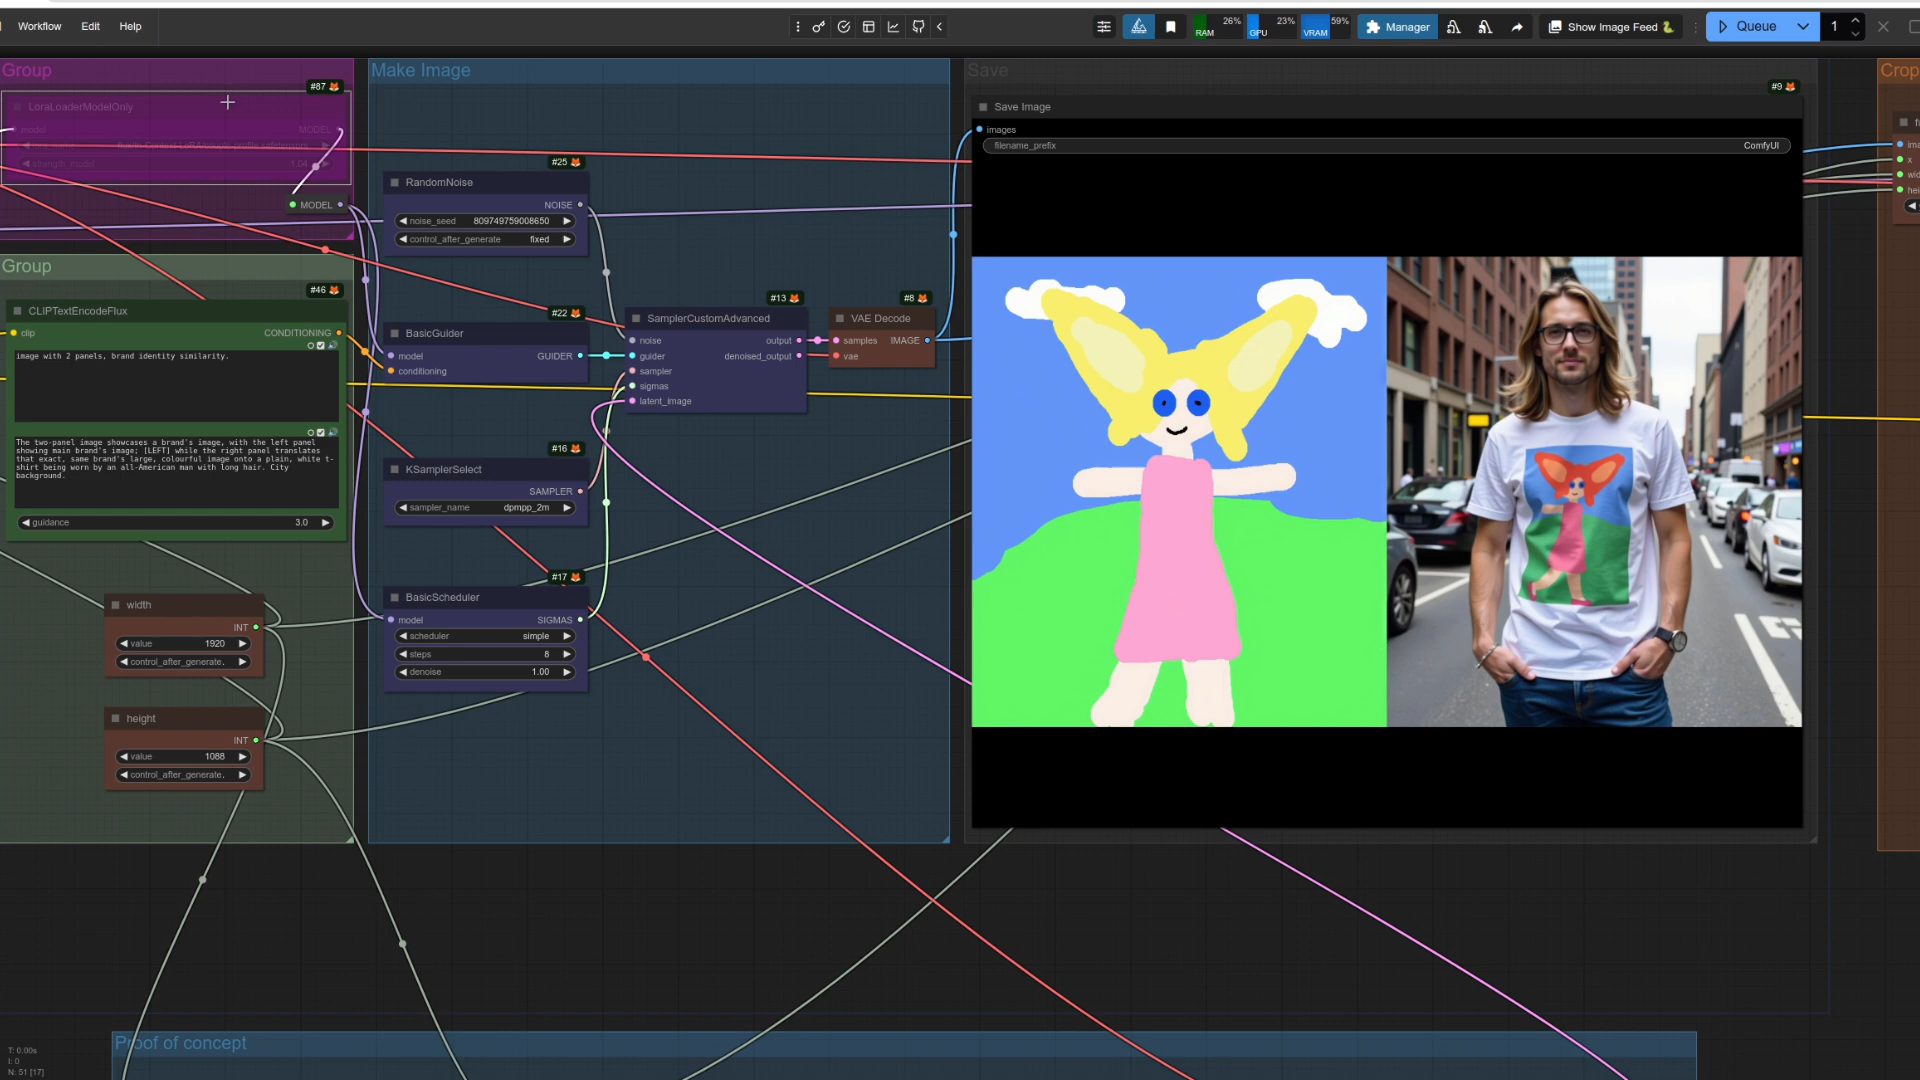 Workflow
Edit
Help
26%
RAM
23%
GPU
59%
VRAM
Manager
Show Image Feed
Queue
1
Group
#87
LoraLoaderModelOnly
model
MODEL
strength_model
1.04
MODEL
Group
#46
CLIPTextEncodeFlux
clip
CONDITIONING
image with 2 panels, brand identity similarity.
The two-panel image showcases a brand's image, with the left panel
showing main brand's image; [LEFT] while the right panel translates
that exact, same brand's large, colourful image onto a plain, white t-
shirt being worn by an all-American man with long hair. City
background.
guidance
3.0
width
INT
value
1920
control_after_generate.
height
INT
value
1088
control_after_generate.
Make Image
#25
RandomNoise
NOISE
noise_seed
809749759008650
control_after_generate
fixed
#22
BasicGuider
model
GUIDER
conditioning
#16
KSamplerSelect
SAMPLER
sampler_name
dpmpp_2m
#17
BasicScheduler
model
SIGMAS
scheduler
simple
steps
8
denoise
1.00
#13
SamplerCustomAdvanced
noise
output
guider
denoised_output
sampler
sigmas
latent_image
#8
VAE Decode
samples
IMAGE
vae
Save
#9
Save Image
images
filename_prefix
ComfyUI
Crop
x
Proof of concept
T: 0.00s
I: 0
N: 51 [17]